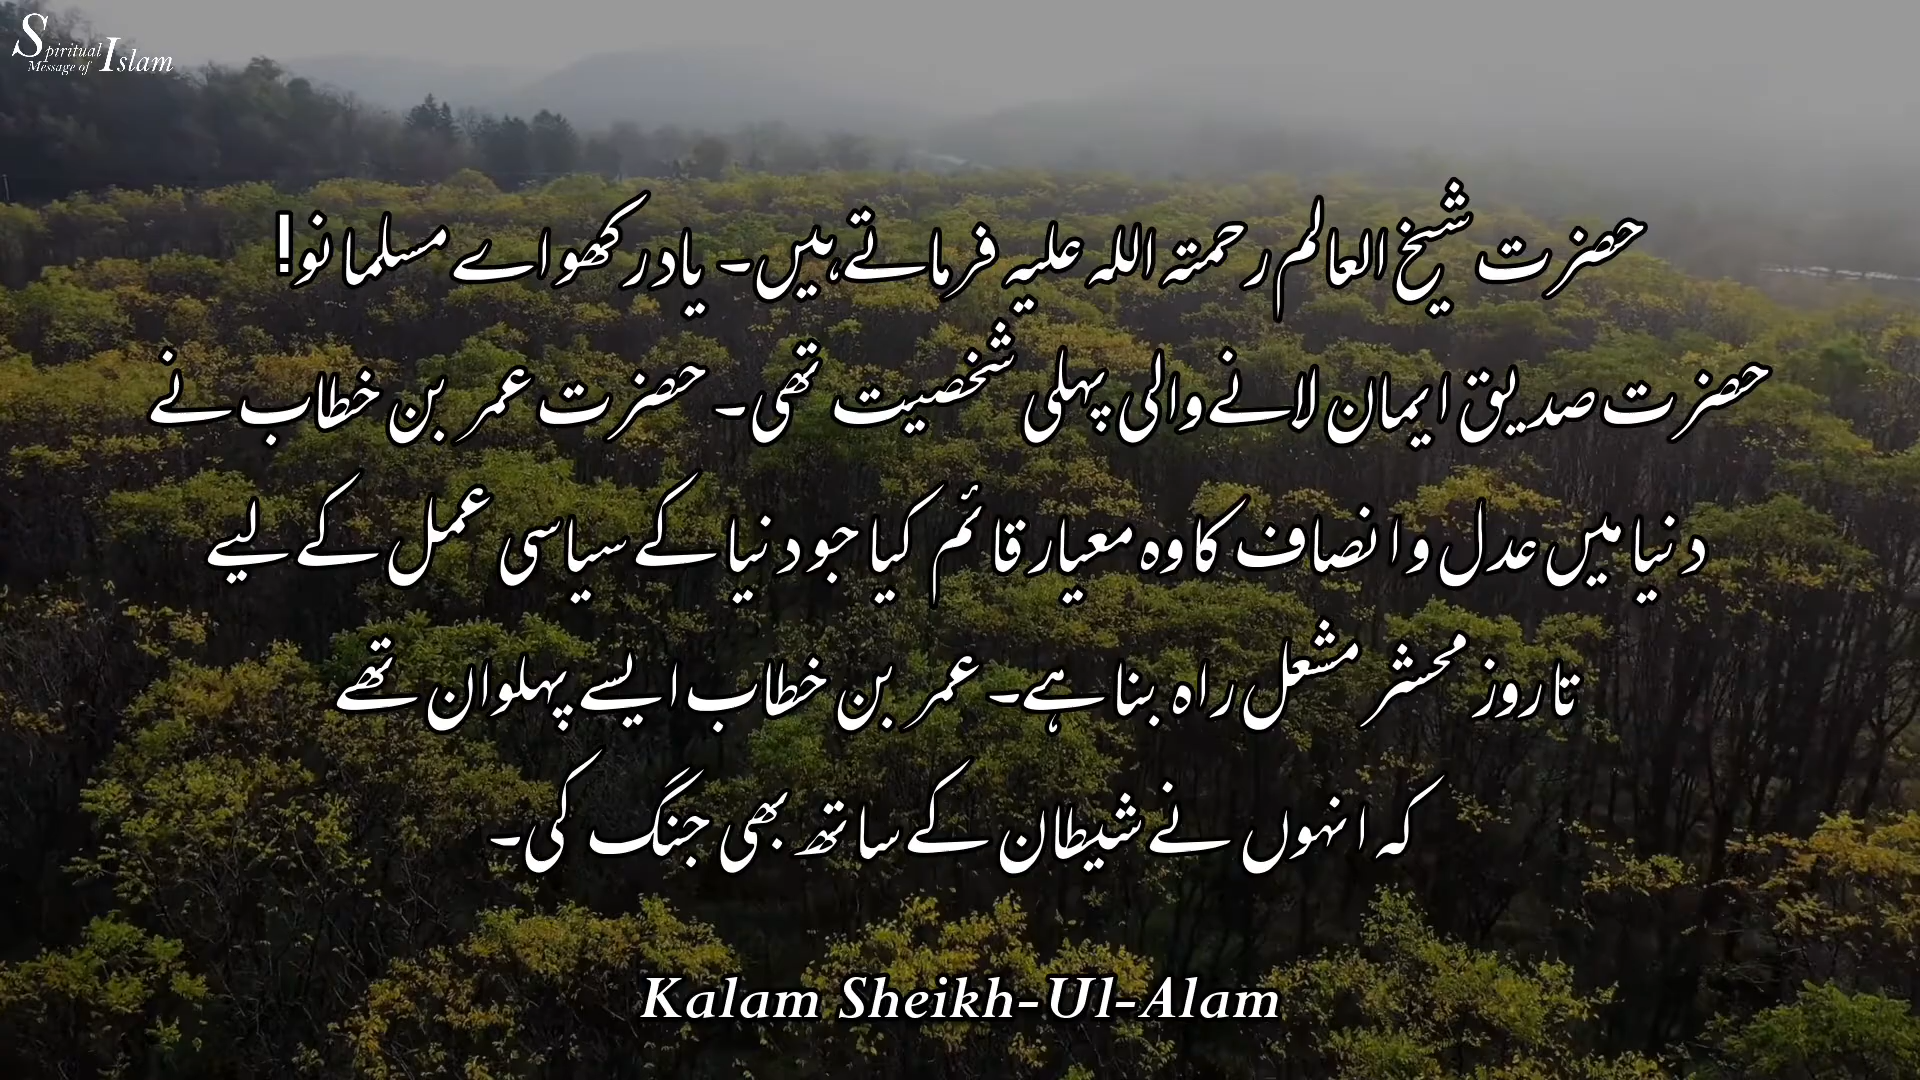 Spiritual
Message of Islam
حضرت شیخ العالم رحمتہ اللہ علیہ فرماتے ہیں۔ یاد رکھو اے مسلمانو!
حضرت صدیق ایمان لانے والی پہلی شخصیت تھی۔ حضرت عمر بن خطاب نے
دنیا میں عدل و انصاف کا وہ معیار قائم کیا جو دنیا کے سیاسی عمل کے لیے
تا روز محشر مشعل راہ بنا ہے۔ عمر بن خطاب ایسے پہلوان تھے
کہ انہوں نے شیطان کے ساتھ بھی جنگ کی۔
Kalam Sheikh-Ul-Alam